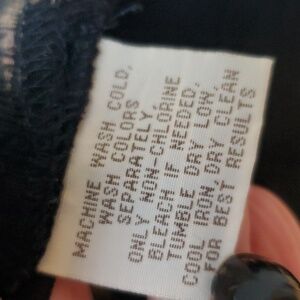 MACHINE WASH COLD,
WASH COLORS
SEPARATELY
ONLY NON-CHLORINE
BLEACH IF NEEDED,
TUMBLE DRY LOW,
COOL IRON DRY CLEAN
FOR BEST RESULTS